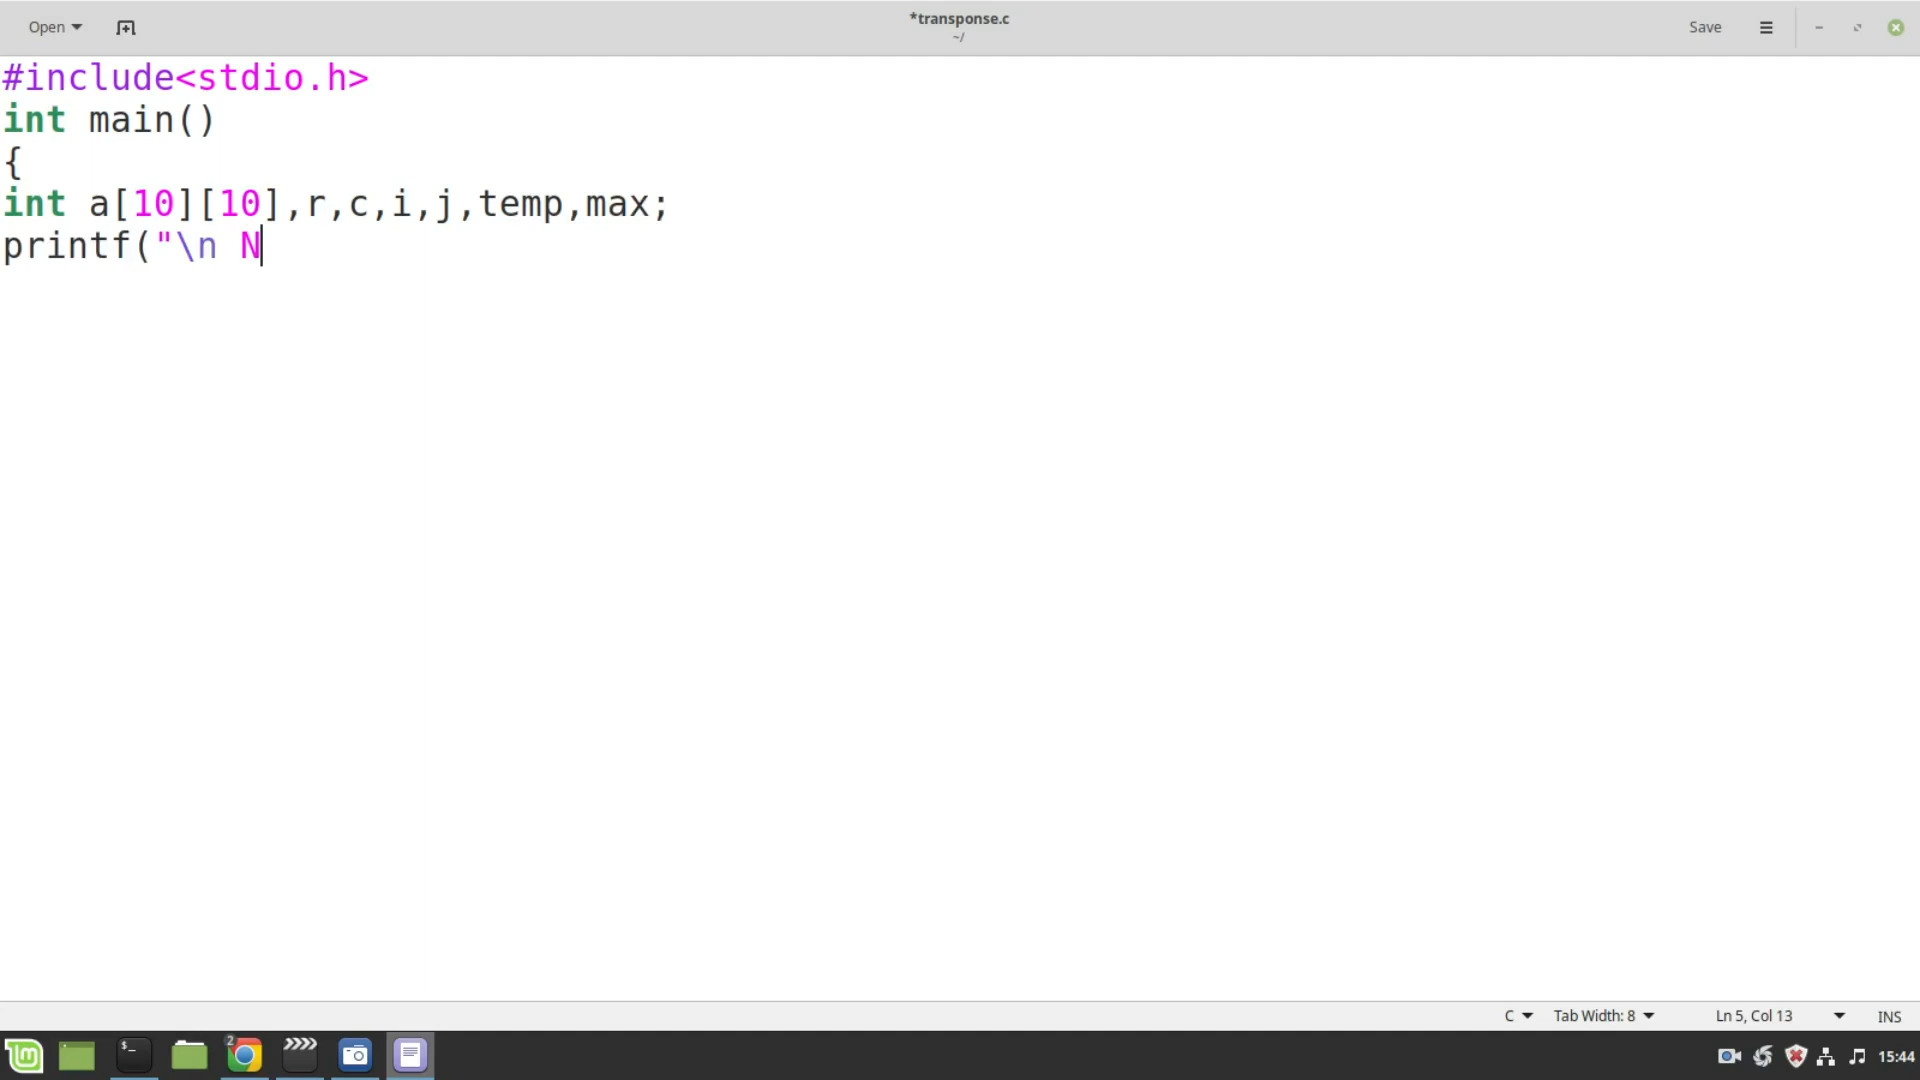 Open
*transponse.c
~/
Save
#include<stdio.h>
int main()
{
int a[10][10],r,c,i,j,temp,max;
printf("\n N
C
Tab Width: 8
Ln 5, Col 13
INS
$_
2
15:44